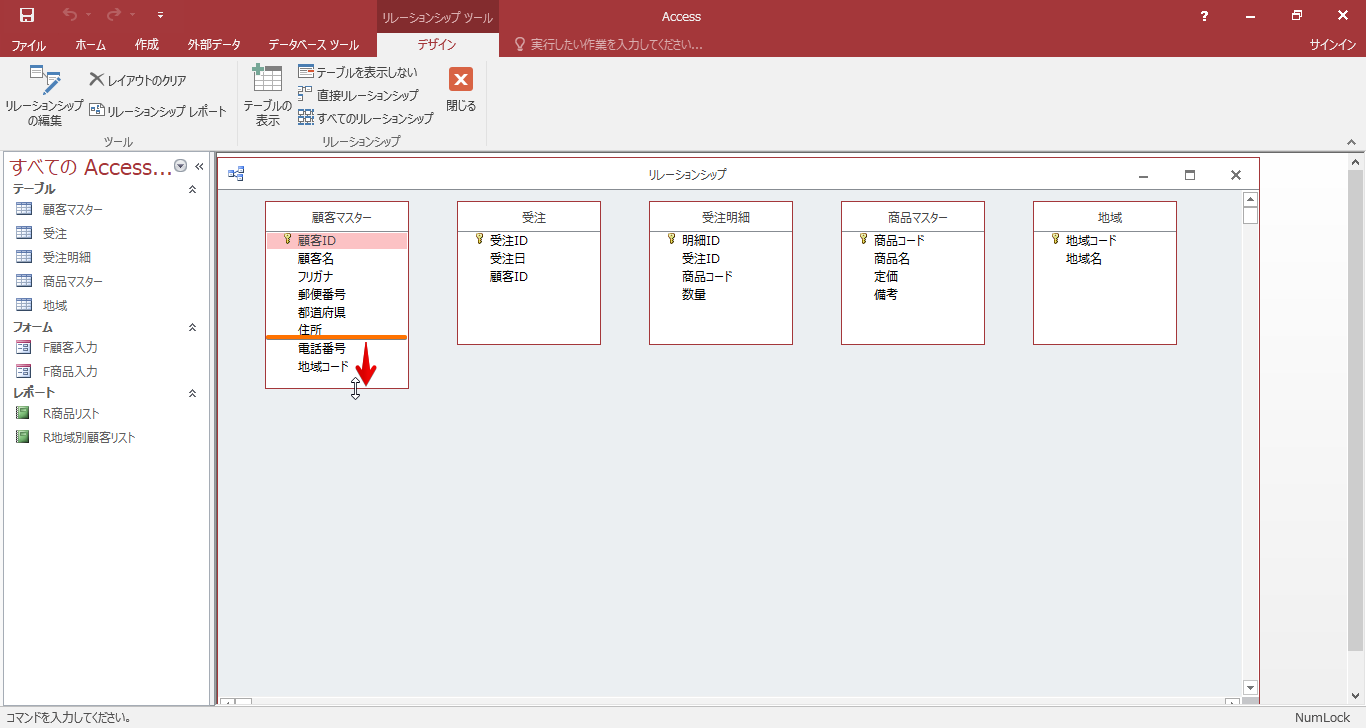 リレーションシップ ツール
Access
?
ファイル
ホーム
作成
外部データ
データベース ツール
デザイン
実行したい作業を入力してください...
サインイン
リレーションシップ
の編集
レイアウトのクリア
リレーションシップ レポート
ツール
テーブルの
表示
テーブルを表示しない
直接リレーションシップ
すべてのリレーションシップ
閉じる
リレーションシップ
すべての Access...
テーブル
顧客マスター
受注
受注明細
商品マスター
地域
フォーム
F顧客入力
F商品入力
レポート
R商品リスト
R地域別顧客リスト
リレーションシップ
顧客マスター
顧客ID
顧客名
フリガナ
郵便番号
都道府県
住所
電話番号
地域コード
受注
受注ID
受注日
顧客ID
受注明細
明細ID
受注ID
商品コード
数量
商品マスター
商品コード
商品名
定価
備考
地域
地域コード
地域名
コマンドを入力してください。
NumLock